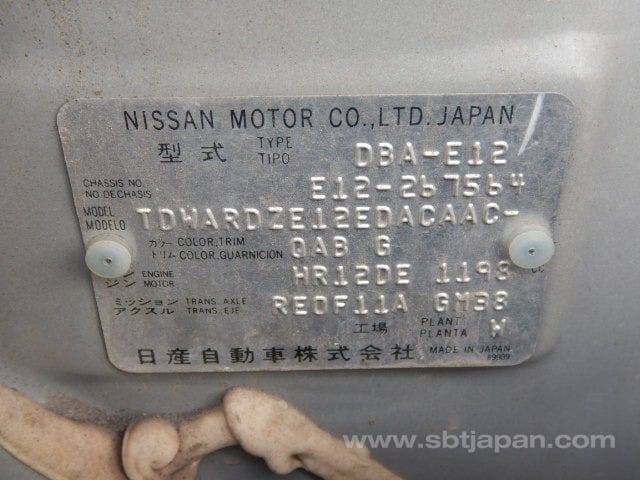 NISSAN MOTOR CO.,LTD. JAPAN
型式 TYPE TIPO DBA-E12
CHASSIS NO. NO.DE CHASIS E12-267564
MODEL MODELO TDWARDZE12EDACAAC-
カラー COLOR,TRIM
トリム COLOR,GUARNICION QAB G
ENGINE
ジン MOTOR HR12DE 1198 CC
ミッション TRANS. AXLE
アクスル TRANS. EJE RE0F11A GM38
工場 PLANT PLANTA W
日産自動車株式会社 MADE IN JAPAN
www.sbtjapan.com